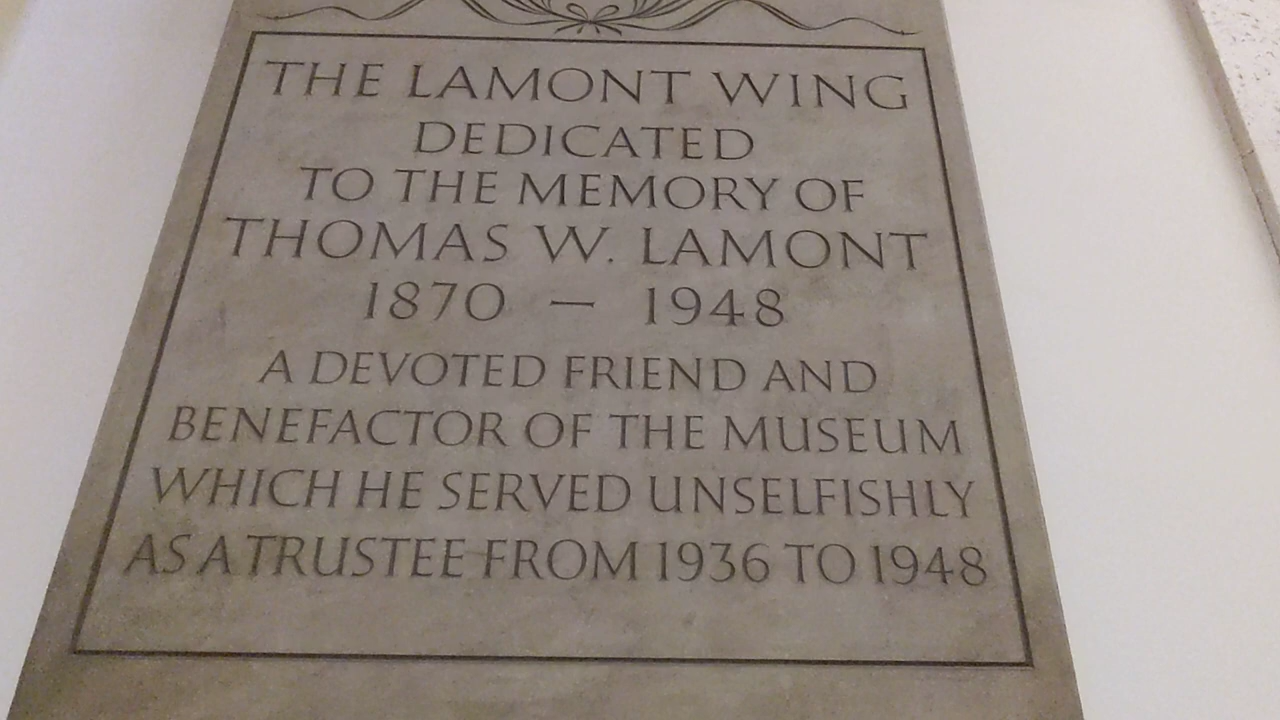 THE LAMONT WING
DEDICATED
TO THE MEMORY OF
THOMAS W. LAMONT
1870 — 1948
A DEVOTED FRIEND AND
BENEFACTOR OF THE MUSEUM
WHICH HE SERVED UNSELFISHLY
AS A TRUSTEE FROM 1936 TO 1948